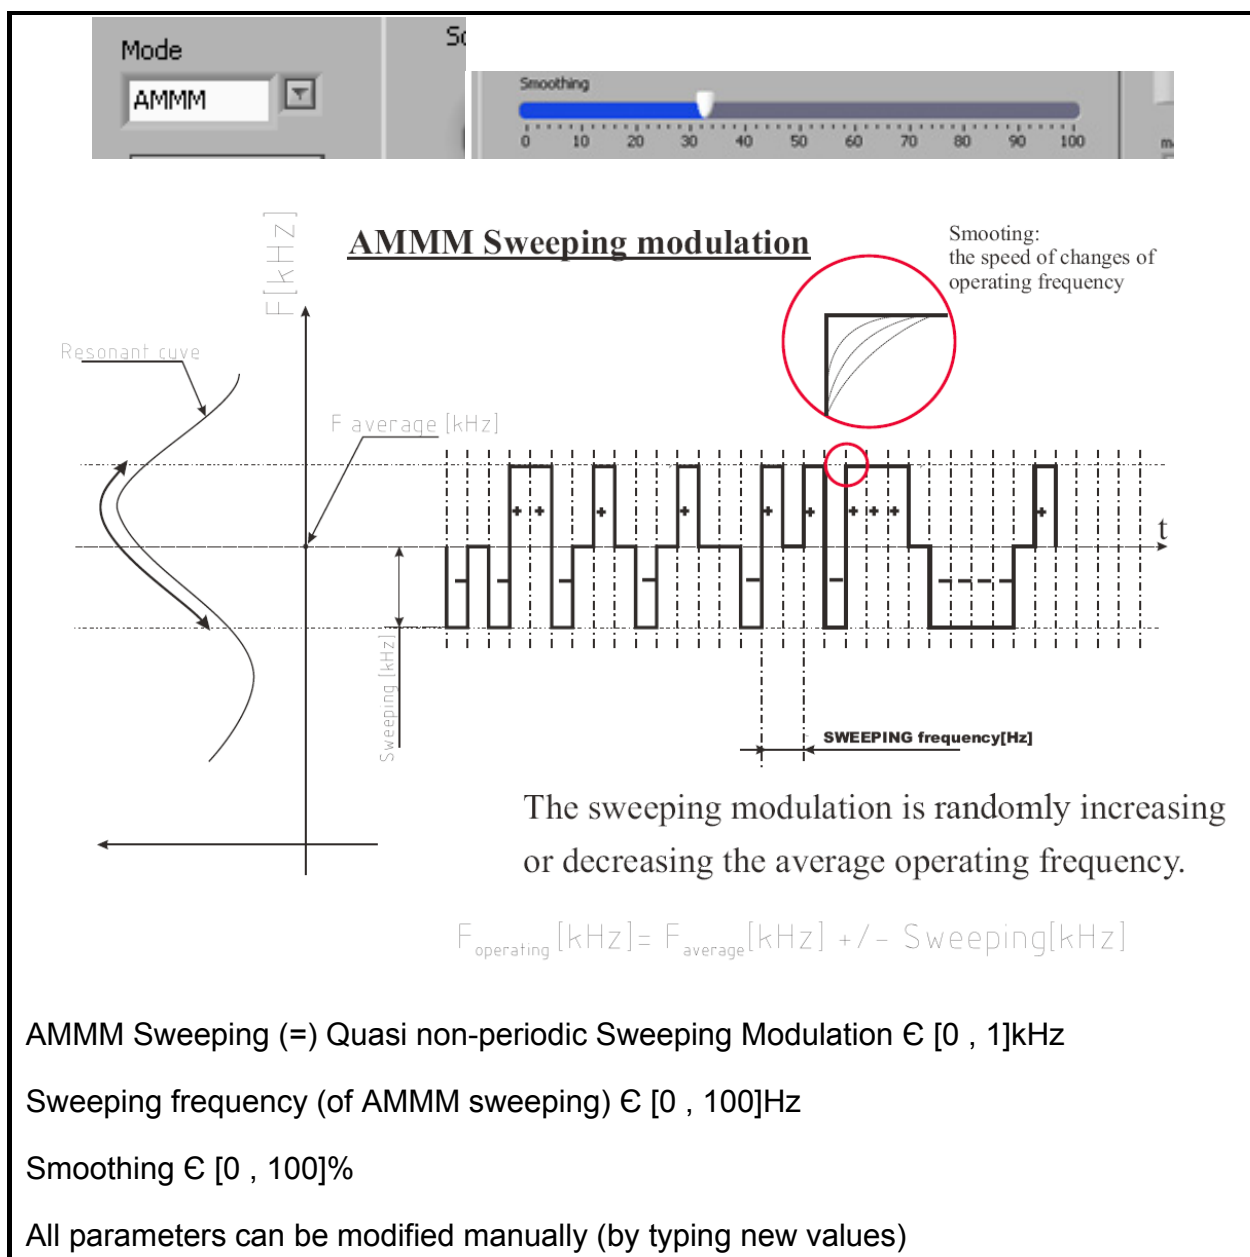 Mode
AMMM
Smoothing
0 10 20 30 40 50 60 70 80 90 100
AMMM Sweeping modulation
Smooting:
the speed of changes of
operating frequency
F[kHz]
Resonant cuve
F average [kHz]
+ + + + + + + + + +
t
− − − − − − − − − −
Sweeping [kHz]
SWEEPING frequency[Hz]
The sweeping modulation is randomly increasing
or decreasing the average operating frequency.
F operating [kHz]= F average [kHz] +/- Sweeping[kHz]
AMMM Sweeping (=) Quasi non-periodic Sweeping Modulation Є [0 , 1]kHz
Sweeping frequency (of AMMM sweeping) Є [0 , 100]Hz
Smoothing Є [0 , 100]%
All parameters can be modified manually (by typing new values)